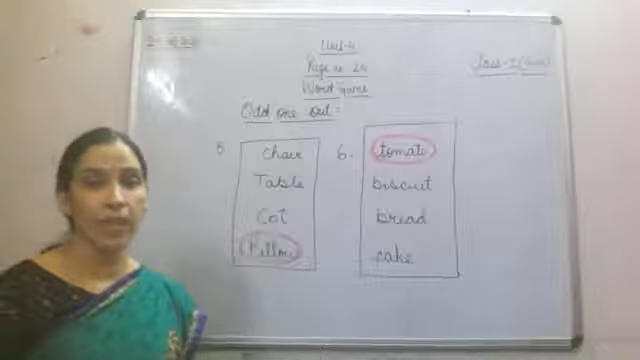 Unit-4
Page no 24
Word game
Odd one out:
5
chair
Table
Cot
Pillow
6.
tomato
biscuit
bread
cake